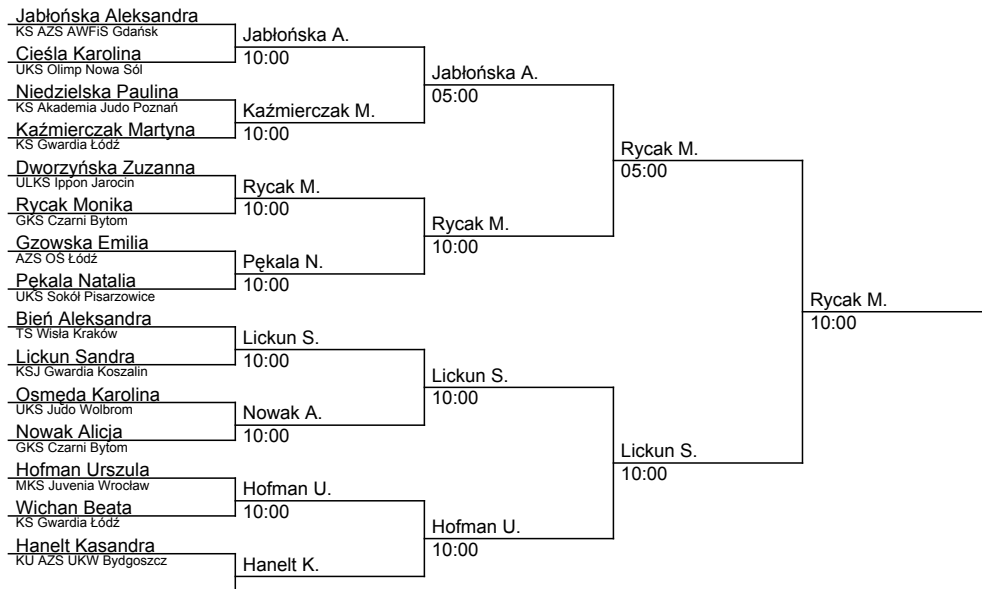 Jabłońska Aleksandra
KS AZS AWFiS Gdańsk
Cieśla Karolina
UKS Olimp Nowa Sól
Niedzielska Paulina
KS Akademia Judo Poznań
Kaźmierczak Martyna
KS Gwardia Łódź
Dworzyńska Zuzanna
ULKS Ippon Jarocin
Rycak Monika
GKS Czarni Bytom
Gzowska Emilia
AZS OŚ Łódź
Pękala Natalia
UKS Sokół Pisarzowice
Bień Aleksandra
TS Wisła Kraków
Lickun Sandra
KSJ Gwardia Koszalin
Osmęda Karolina
UKS Judo Wolbrom
Nowak Alicja
GKS Czarni Bytom
Hofman Urszula
MKS Juvenia Wrocław
Wichan Beata
KS Gwardia Łódź
Hanelt Kasandra
KU AZS UKW Bydgoszcz
Jabłońska A.
10:00
Kaźmierczak M.
10:00
Rycak M.
10:00
Pękala N.
10:00
Lickun S.
10:00
Nowak A.
10:00
Hofman U.
10:00
Hanelt K.
Jabłońska A.
05:00
Rycak M.
10:00
Lickun S.
10:00
Hofman U.
10:00
Rycak M.
05:00
Lickun S.
10:00
Rycak M.
10:00